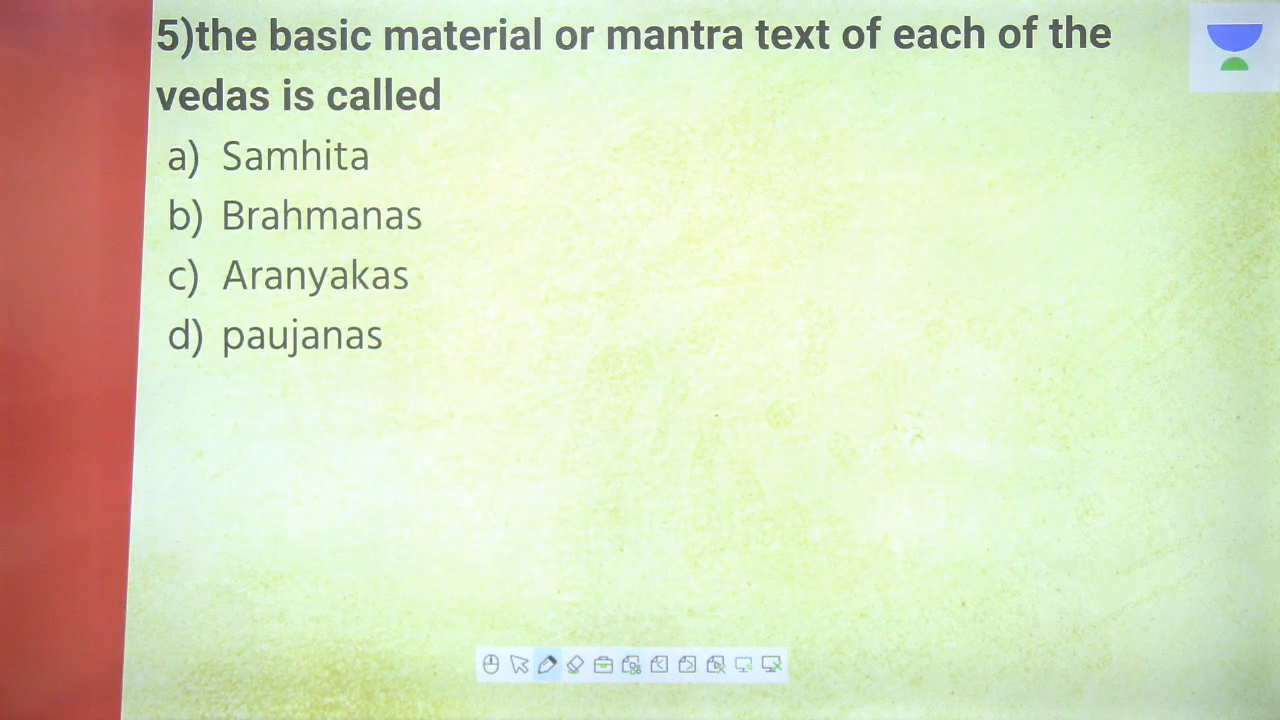 5)the basic material or mantra text of each of the
vedas is called
a) Samhita
b) Brahmanas
c) Aranyakas
d) paujanas